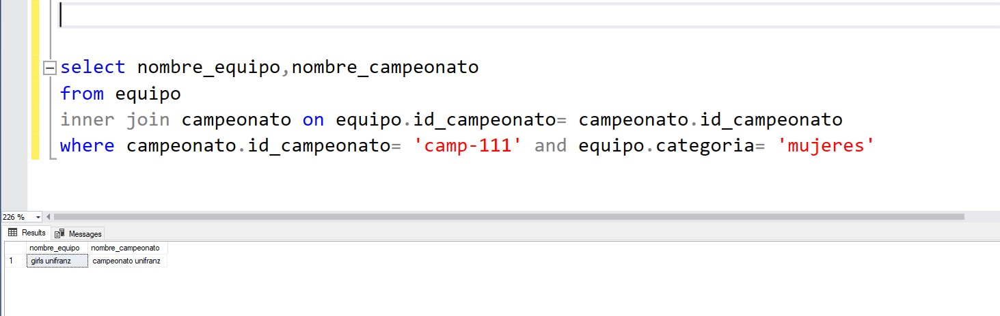 select nombre_equipo,nombre_campeonato
from equipo
inner join campeonato on equipo.id_campeonato= campeonato.id_campeonato
where campeonato.id_campeonato= 'camp-111' and equipo.categoria= 'mujeres'
226 %
Results Messages
nombre_equipo nombre_campeonato
1 girls unifranz campeonato unifranz